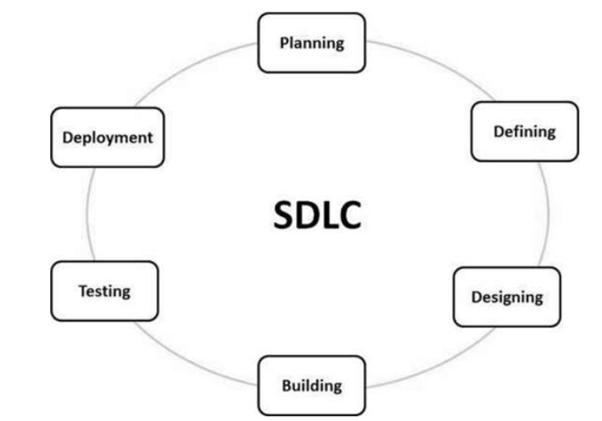 Planning
Defining
Designing
Building
Testing
Deployment
SDLC